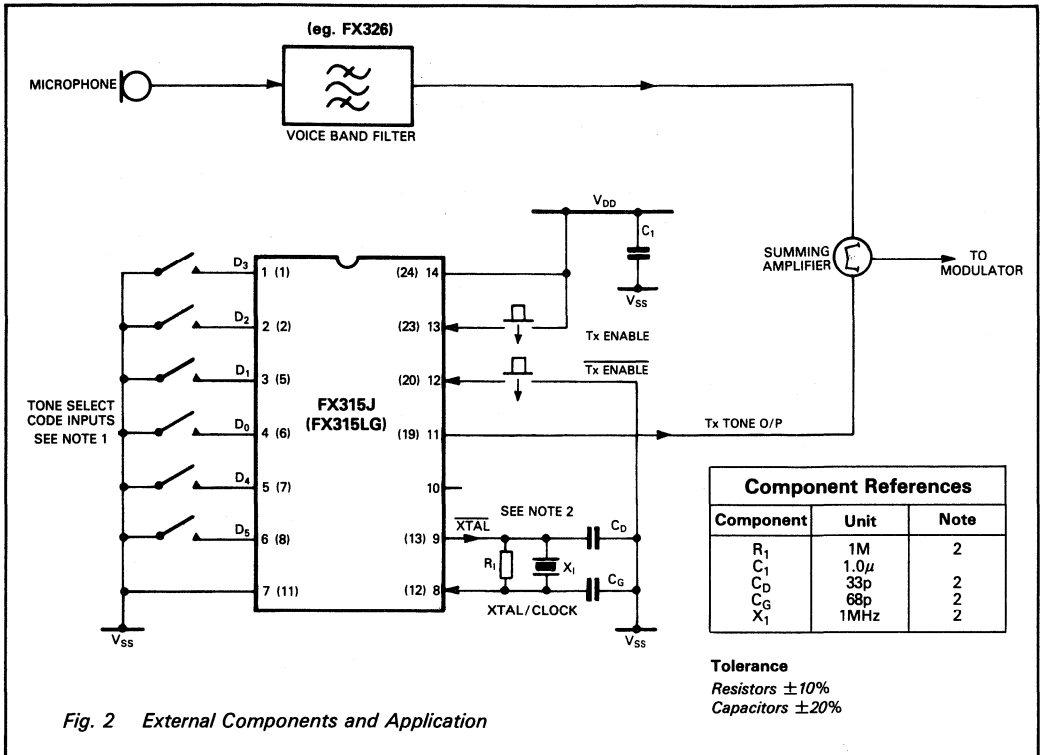 (eg. FX326)
MICROPHONE
VOICE BAND FILTER
VDD
C1
VSS
SUMMING
AMPLIFIER
TO
MODULATOR
TONE SELECT
CODE INPUTS
SEE NOTE 1
D3
D2
D1
D0
D4
D5
1 (1)
2 (2)
3 (5)
4 (6)
5 (7)
6 (8)
7 (11)
VSS
FX315J
(FX315LG)
(24) 14
(23) 13
(20) 12
(19) 11
10
(13) 9
(12) 8
Tx ENABLE
Tx ENABLE
Tx TONE O/P
SEE NOTE 2
XTAL
R1
X1
CD
CG
XTAL/CLOCK
VSS
Component References
Component Unit Note
R1 1M 2
C1 1.0μ
CD 33p 2
CG 68p 2
X1 1MHz 2
Tolerance
Resistors ±10%
Capacitors ±20%
Fig. 2 External Components and Application